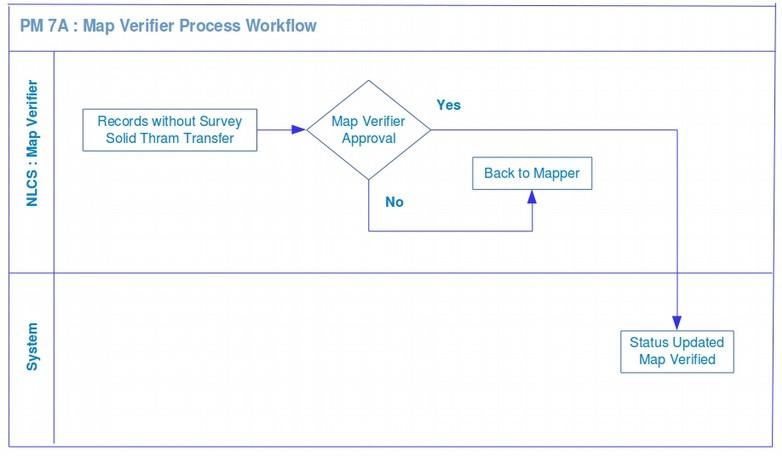 PM 7A : Map Verifier Process Workflow
NLCS : Map Verifier
Records without Survey
Solid Thram Transfer
Map Verifier
Approval
Yes
Back to Mapper
No
System
Status Updated
Map Verified